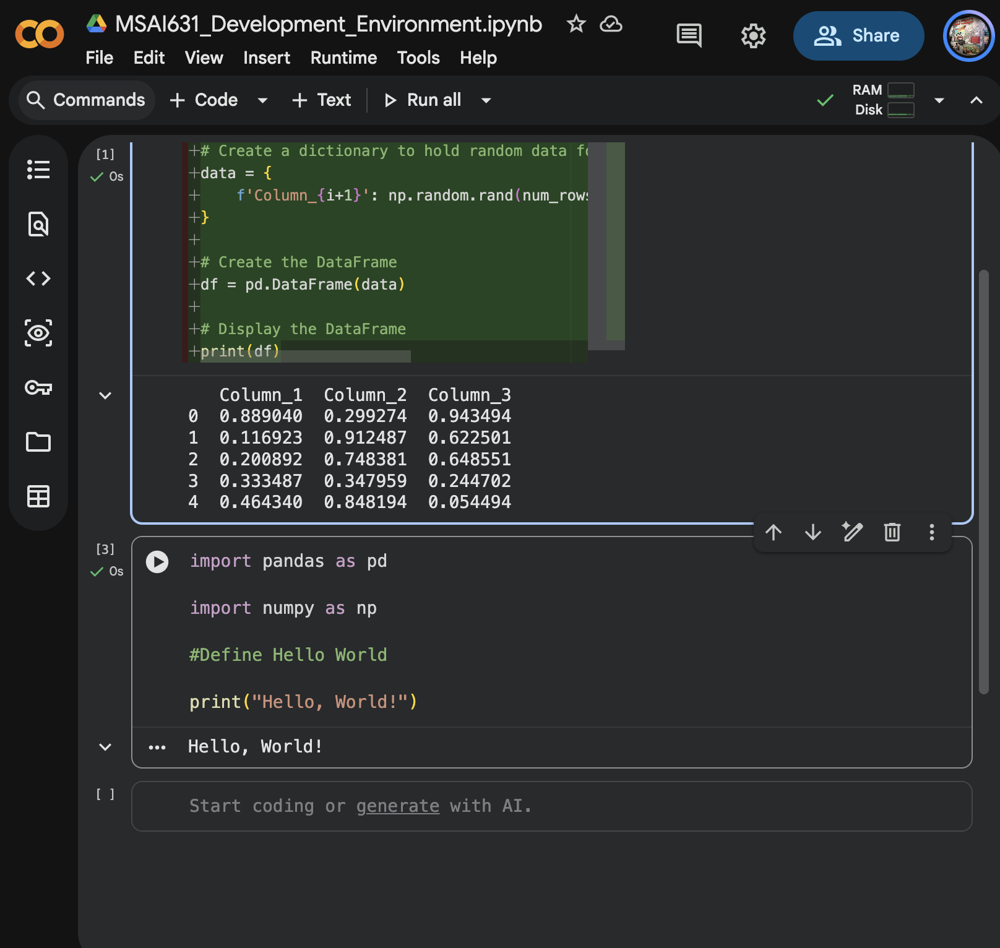 MSAI631_Development_Environment.ipynb
File Edit View Insert Runtime Tools Help
Share
Commands + Code + Text Run all
RAM
Disk
[1]
0s
+# Create a dictionary to hold random data
+data = {
+    f'Column_{i+1}': np.random.rand(num_rows
+}
+
+# Create the DataFrame
+df = pd.DataFrame(data)
+
+# Display the DataFrame
+print(df)
Column_1 Column_2 Column_3
0 0.889040 0.299274 0.943494
1 0.116923 0.912487 0.622501
2 0.200892 0.748381 0.648551
3 0.333487 0.347959 0.244702
4 0.464340 0.848194 0.054494
[3]
0s
import pandas as pd
import numpy as np
#Define Hello World
print("Hello, World!")
Hello, World!
[ ]
Start coding or generate with AI.